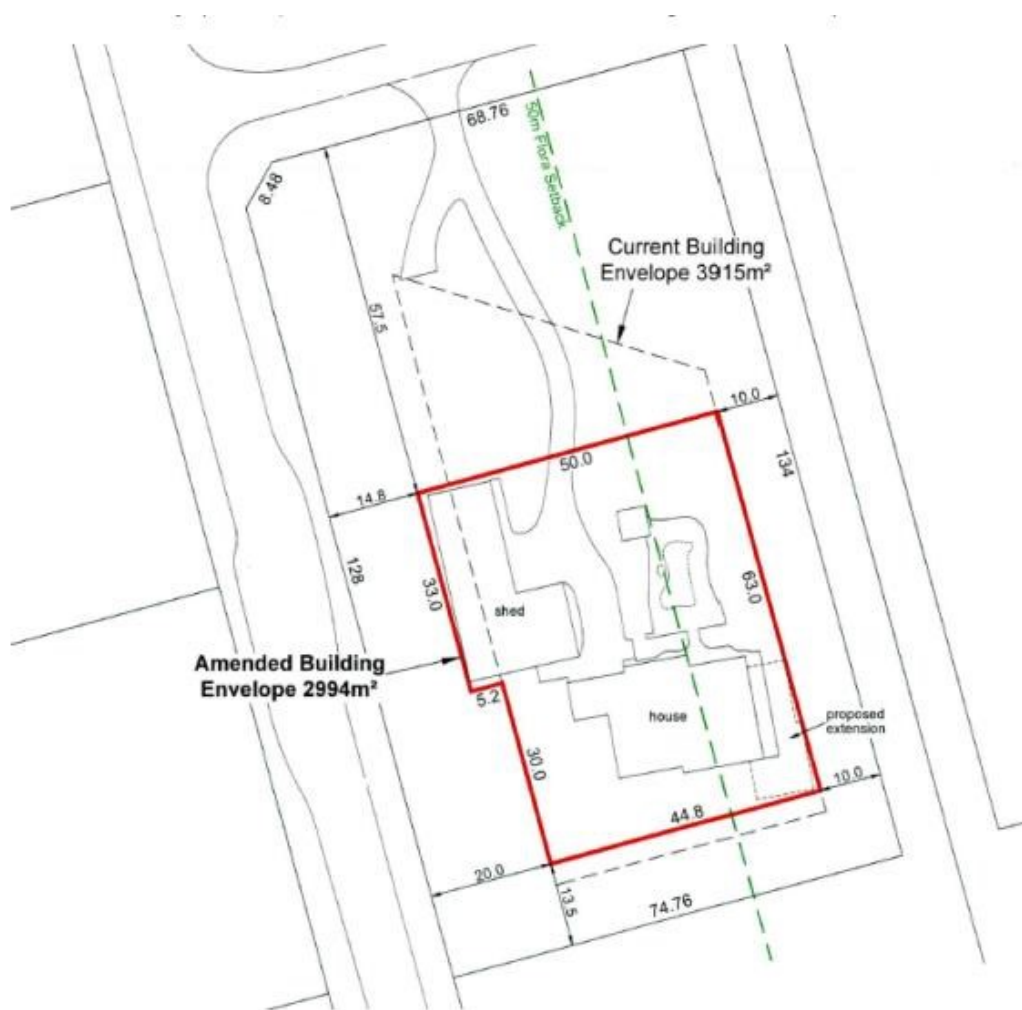 68.76
50m Flora Setback
8.48
Current Building
Envelope 3915m²
57.5
10.0
50.0
134
14.8
128
33.0
63.0
shed
Amended Building
Envelope 2994m²
5.2
house
proposed
extension
30.0
10.0
44.8
20.0
13.5
74.76